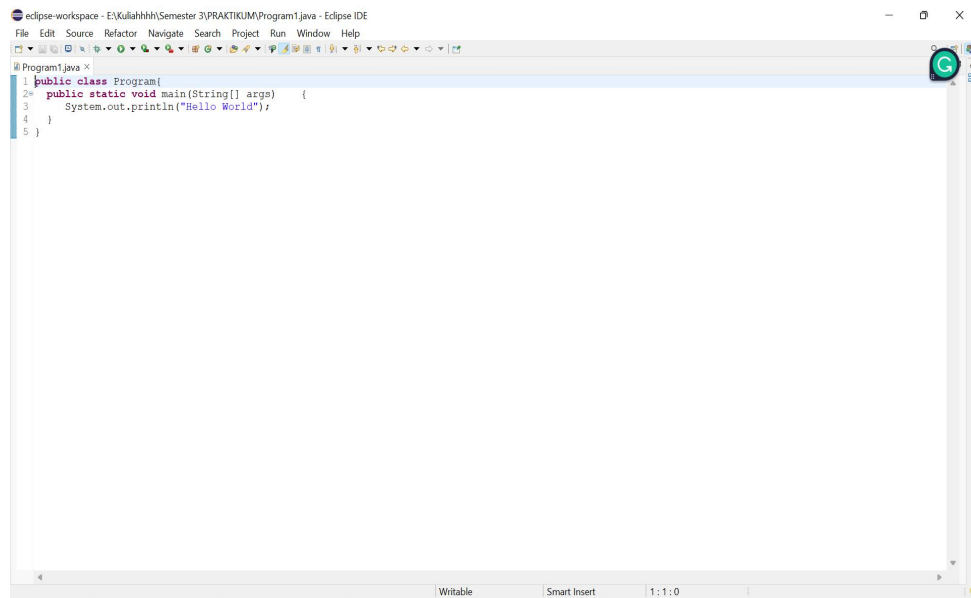 eclipse-workspace - E:\Kuliahhhh\Semester 3\PRAKTIKUM\Program1.java - Eclipse IDE
File Edit Source Refactor Navigate Search Project Run Window Help
Program1.java
1 public class Program{
2 public static void main(String[] args) {
3 System.out.println("Hello World");
4 }
5 }
Writable Smart Insert 1 : 1 : 0